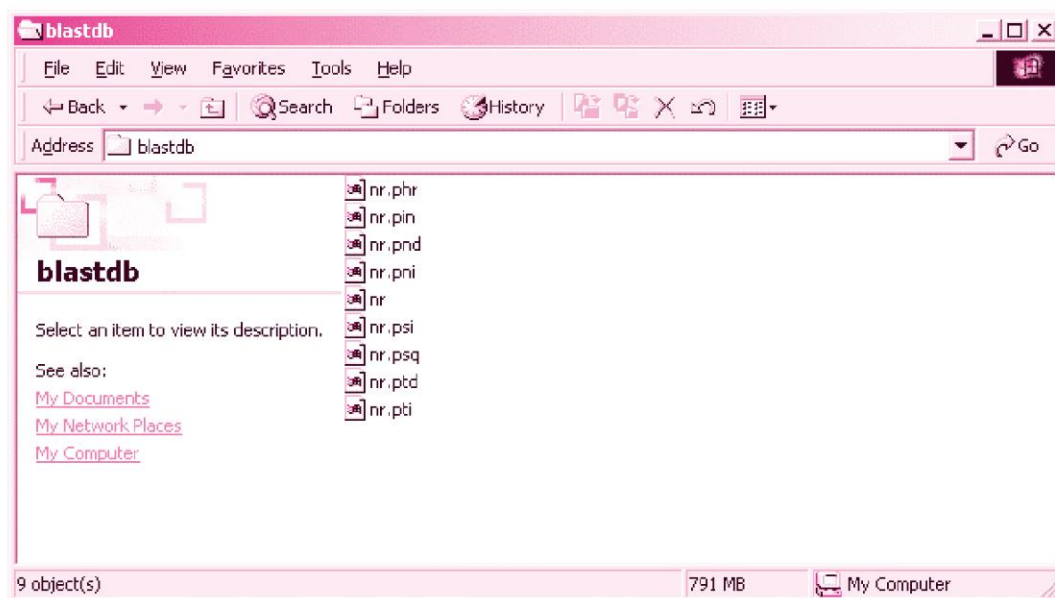 blastdb
File Edit View Favorites Tools Help
Back Search Folders History
Address blastdb Go
blastdb
Select an item to view its description.
See also:
My Documents
My Network Places
My Computer
nr.phr
nr.pin
nr.pnd
nr.pni
nr
nr.psi
nr.psq
nr.ptd
nr.pti
9 object(s) 791 MB My Computer